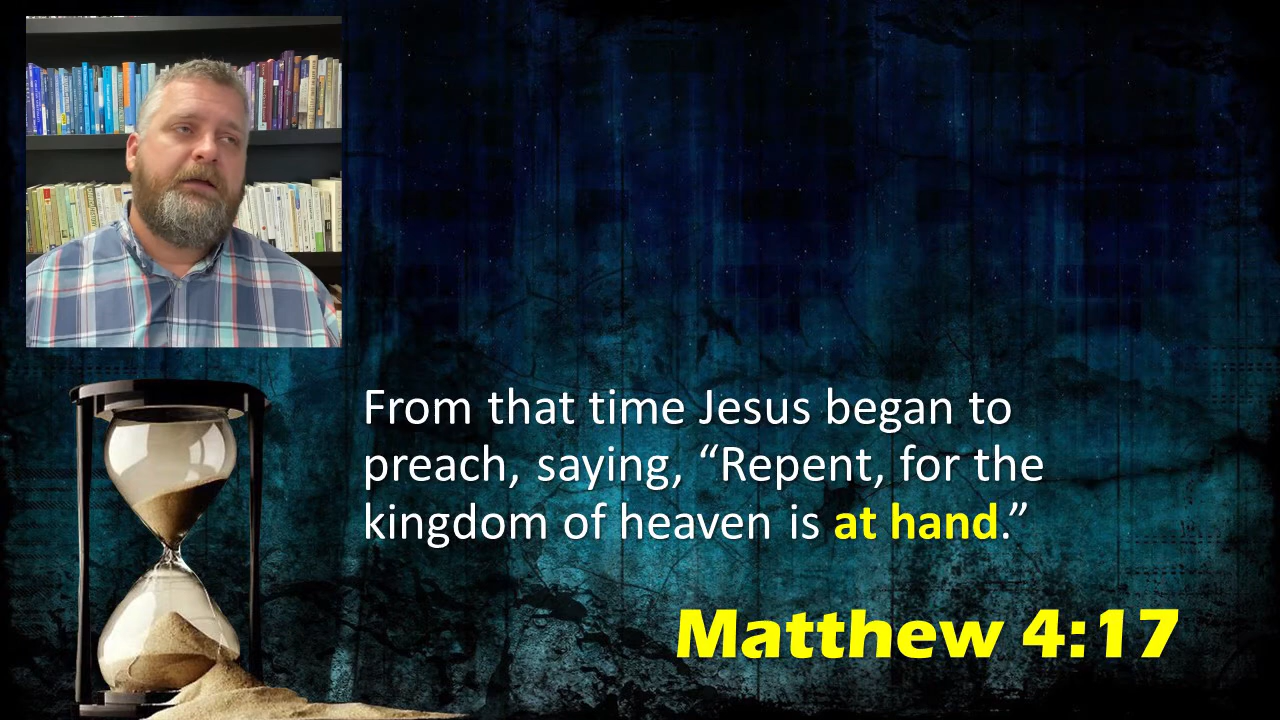 From that time Jesus began to
preach, saying, “Repent, for the
kingdom of heaven is at hand.”
Matthew 4:17